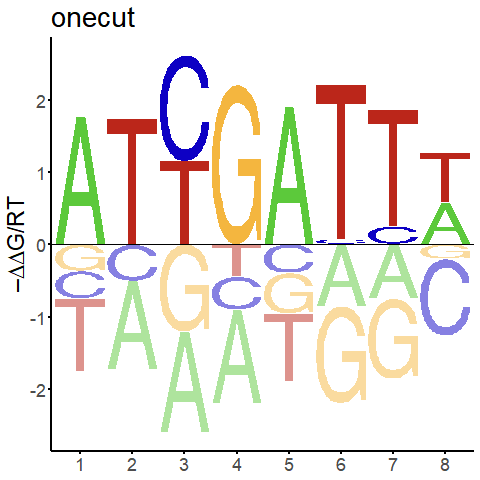 onecut
−ΔΔG/RT
2
1
0
-1
-2
C
A T T G A T T T
C A
G C G T C A A G
C A A C G G G C
T A T
1 2 3 4 5 6 7 8